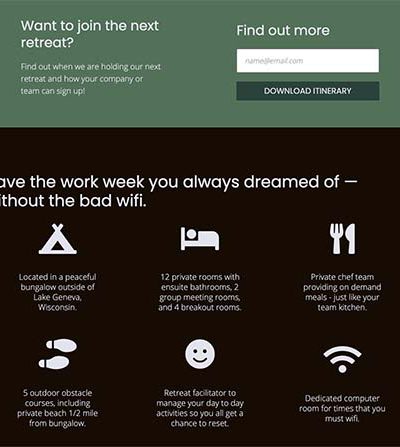 Want to join the next
retreat?
Find out when we are holding our next
retreat and how your company or
team can sign up!
Find out more
name@email.com
DOWNLOAD ITINERARY
ave the work week you always dreamed of —
ithout the bad wifi.
Located in a peaceful
bungalow outside of
Lake Geneva,
Wisconsin.
12 private rooms with
ensuite bathrooms, 2
group meeting rooms,
and 4 breakout rooms.
Private chef team
providing on demand
meals - just like your
team kitchen.
5 outdoor obstacle
courses, including
private beach 1/2 mile
from bungalow.
Retreat facilitator to
manage your day to day
activities so you all get a
chance to reset.
Dedicated computer
room for times that you
must wifi.